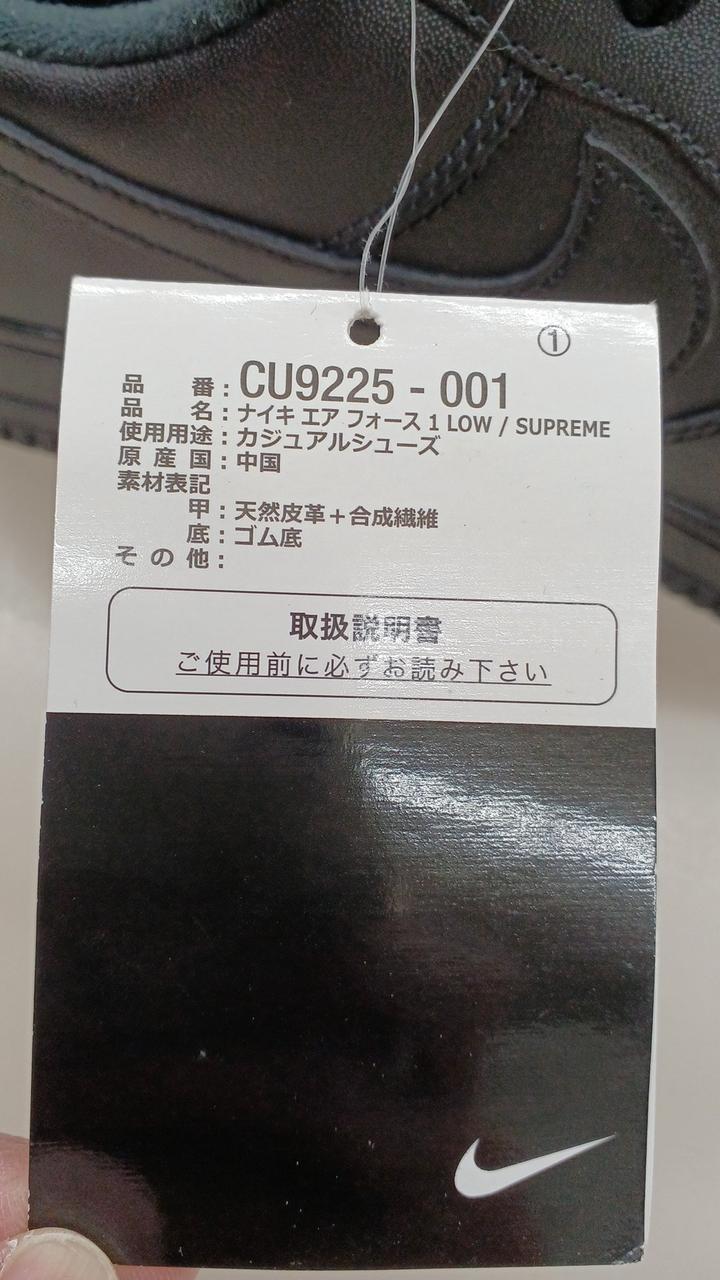 ①
品 番 : CU9225 - 001
品 名 : ナイキ エア フォース 1 LOW / SUPREME
使用用途 : カジュアルシューズ
原 産 国 : 中国
素材表記
甲 : 天然皮革+合成繊維
底 : ゴム底
そ の 他 :
取扱説明書
ご使用前に必ずお読み下さい